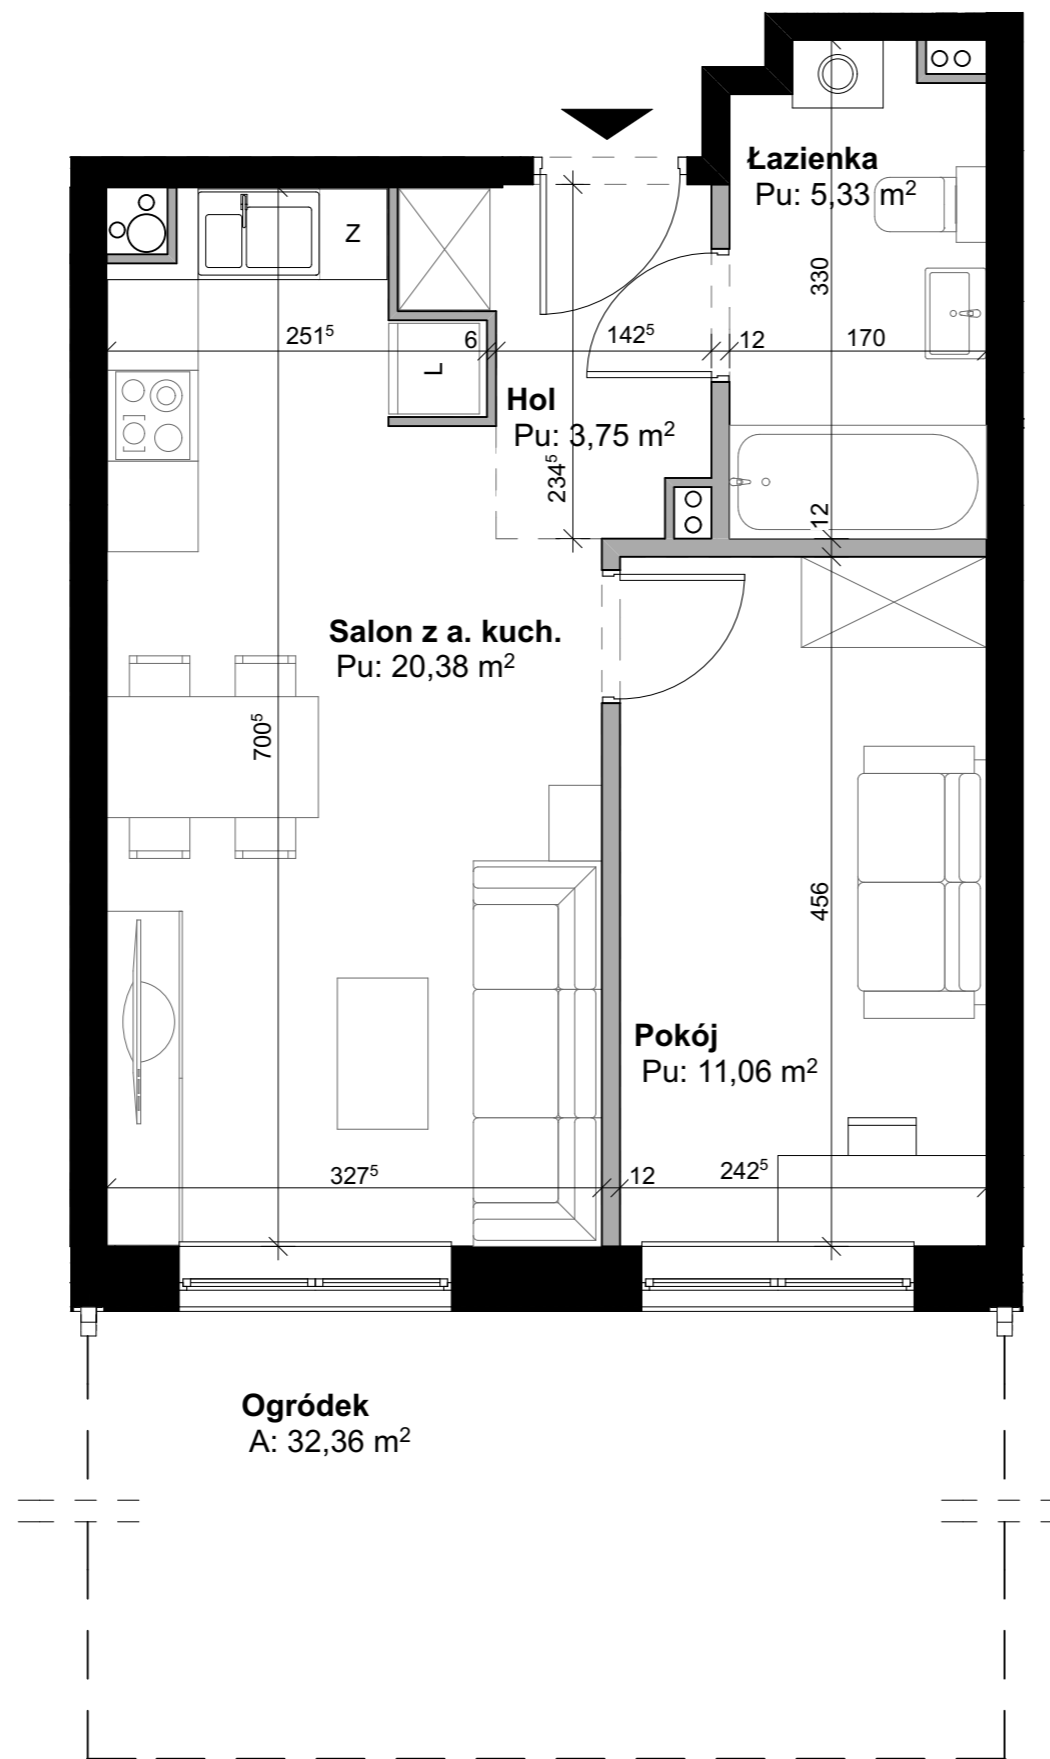 Łazienka
Pu: 5,33 m²
Z
330
251⁵
6
142⁵
12
170
L
Hol
Pu: 3,75 m²
234⁵
12
Salon z a. kuch.
Pu: 20,38 m²
700⁵
456
Pokój
Pu: 11,06 m²
327⁵
12
242⁵
Ogródek
A: 32,36 m²